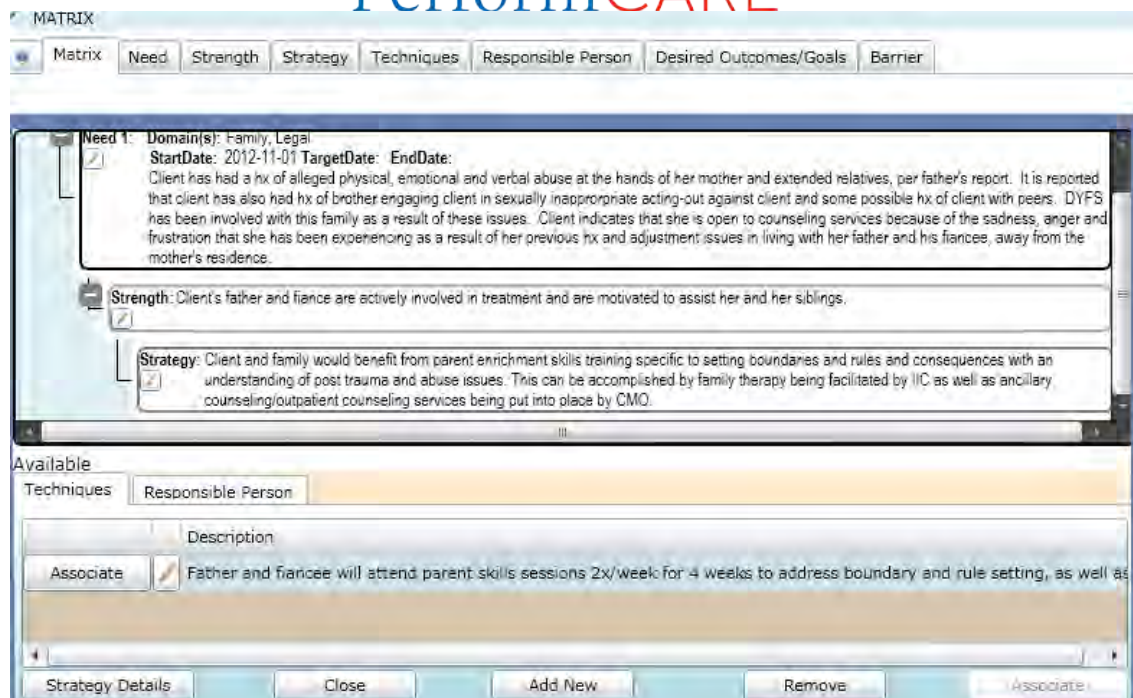 PerformCARE
MATRIX
Matrix Need Strength Strategy Techniques Responsible Person Desired Outcomes/Goals Barrier
Need 1: Domain(s): Family, Legal
StartDate: 2012-11-01 TargetDate: EndDate:
Client has had a hx of alleged physical, emotional and verbal abuse at the hands of her mother and extended relatives, per father's report. It is reported
that client has also had hx of brother engaging client in sexually inapprorpriate acting-out against client and some possible hx of client with peers. DYFS
has been involved with this family as a result of these issues. Client indicates that she is open to counseling services because of the sadness, anger and
frustration that she has been experiencing as a result of her previous hx and adjustment issues in living with her father and his fiancee, away from the
mother's residence.
Strength: Client's father and fiance are actively involved in treatment and are motivated to assist her and her siblings.
Strategy: Client and family would benefit from parent enrichment skills training specific to setting boundaries and rules and consequences with an
understanding of post trauma and abuse issues. This can be accomplished by family therapy being facilitated by IIC as well as ancillary
counseling/outpatient counseling services being put into place by CMO.
Available
Techniques Responsible Person
Description
Associate Father and fiancee will attend parent skills sessions 2x/week for 4 weeks to address boundary and rule setting, as well as
Strategy Details Close Add New Remove Associate